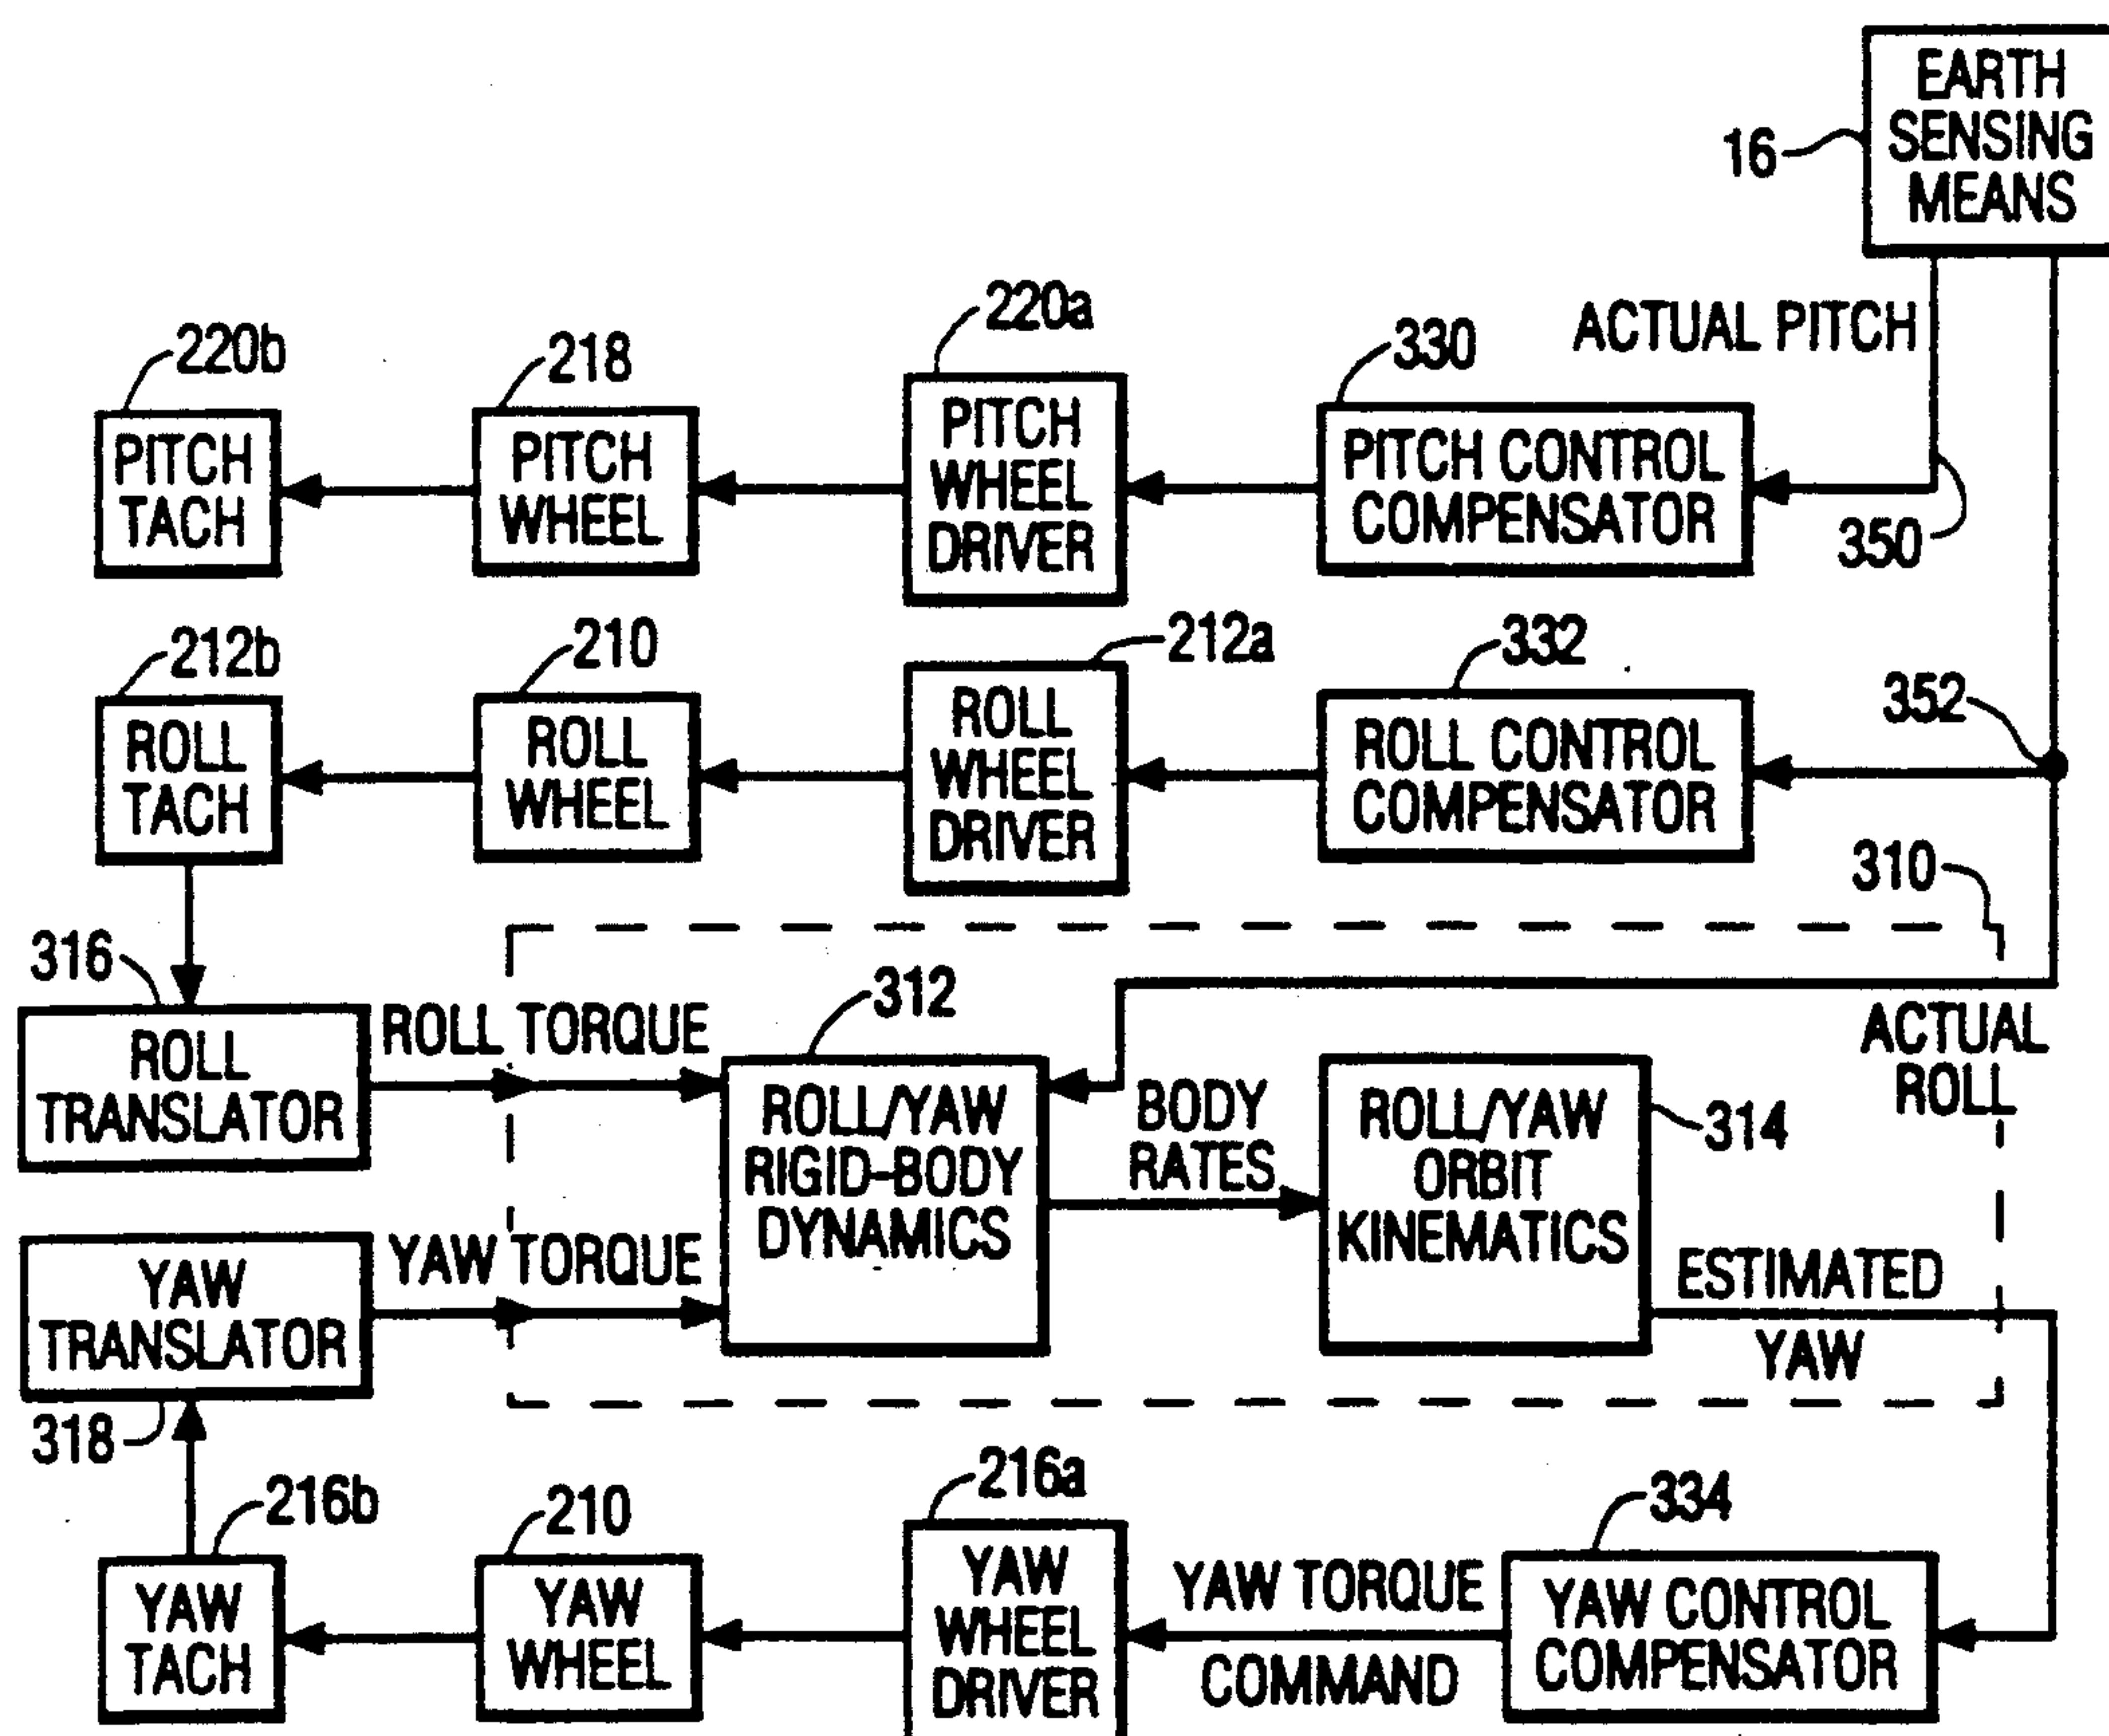 EARTH
SENSING
MEANS
16
ACTUAL PITCH
220b
218
220a
330
PITCH
TACH
PITCH
WHEEL
PITCH
WHEEL
DRIVER
PITCH CONTROL
COMPENSATOR
350
212b
210
212a
332
352
ROLL
TACH
ROLL
WHEEL
ROLL
WHEEL
DRIVER
ROLL CONTROL
COMPENSATOR
310
316
312
ROLL
TRANSLATOR
ROLL TORQUE
ROLL/YAW
RIGID-BODY
DYNAMICS
BODY
RATES
ROLL/YAW
ORBIT
KINEMATICS
314
ACTUAL
ROLL
YAW
TRANSLATOR
YAW TORQUE
ESTIMATED
YAW
318
216b
210
216a
334
YAW
TACH
YAW
WHEEL
YAW
WHEEL
DRIVER
YAW TORQUE
COMMAND
YAW CONTROL
COMPENSATOR